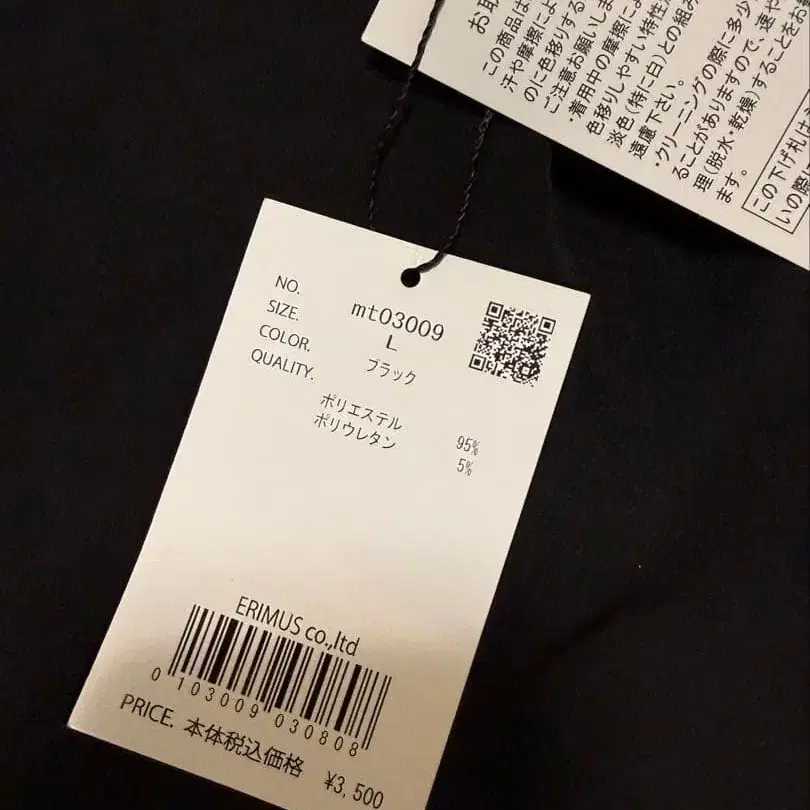 お取
この商品は
汗や摩擦によ
のに色移りする
ご注意お願いしま
・着用中の摩擦によ
色移りしやすい特性
淡色(特に白)との組み
遠慮下さい。
・クリーニングの際に多少
ることがありますので、速や
理(脱水・乾燥)することをお
ます。
この下げ札は
いの際
NO. mt03009
SIZE. L
COLOR. ブラック
QUALITY.
ポリエステル 95%
ポリウレタン 5%
ERIMUS co.,ltd
0 103009 030808
PRICE. 本体税込価格 ¥3,500